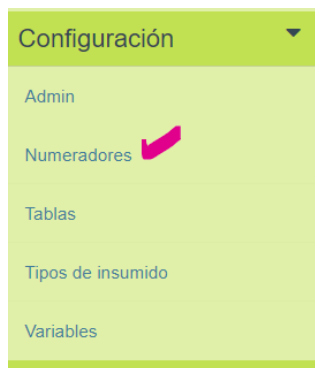 Configuración
Admin
Numeradores
Tablas
Tipos de insumido
Variables